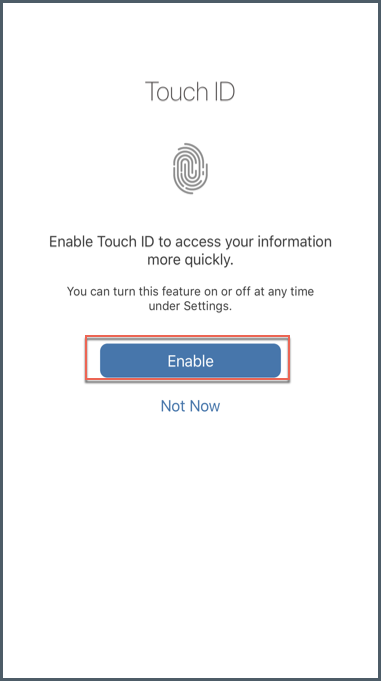 Touch ID
Enable Touch ID to access your information
more quickly.
You can turn this feature on or off at any time
under Settings.
Enable
Not Now